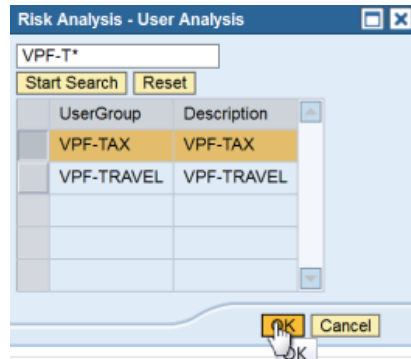 Risk Analysis - User Analysis
VPF-T*
Start Search Reset
UserGroup Description
VPF-TAX VPF-TAX
VPF-TRAVEL VPF-TRAVEL
OK Cancel
OK